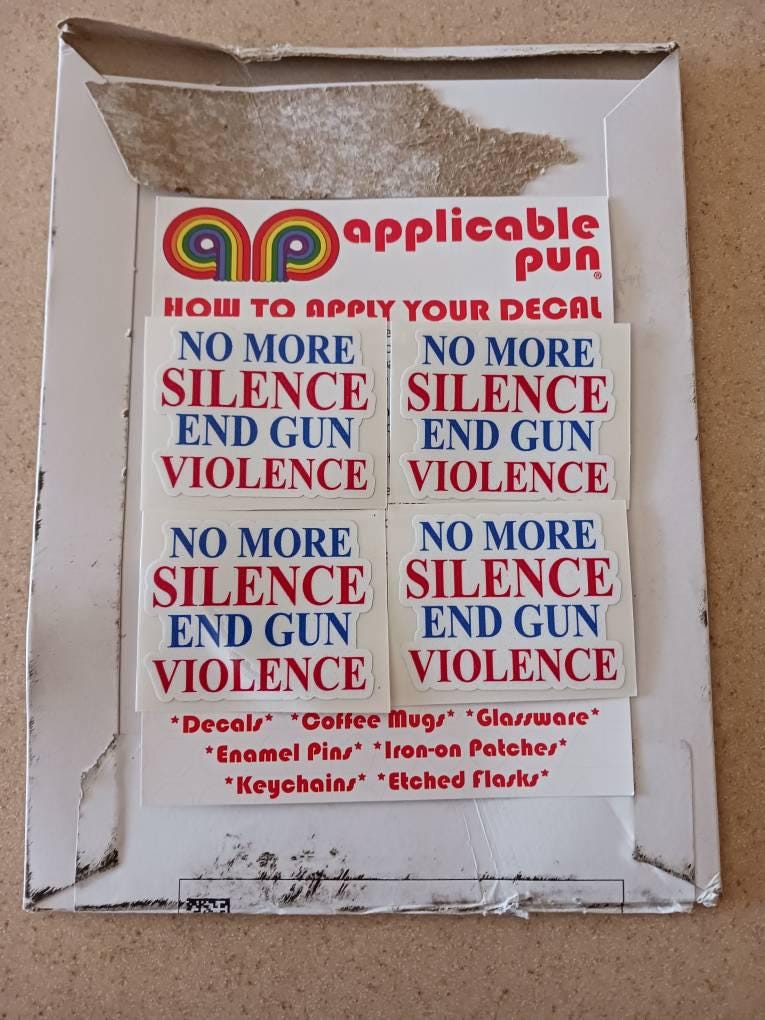 ap applicable
pun®
HOW TO APPLY YOUR DECAL
NO MORE
SILENCE
END GUN
VIOLENCE
NO MORE
SILENCE
END GUN
VIOLENCE
NO MORE
SILENCE
END GUN
VIOLENCE
NO MORE
SILENCE
END GUN
VIOLENCE
*Decals* *Coffee Mugs* *Glassware*
*Enamel Pins* *Iron-on Patches*
*Keychains* *Etched Flasks*